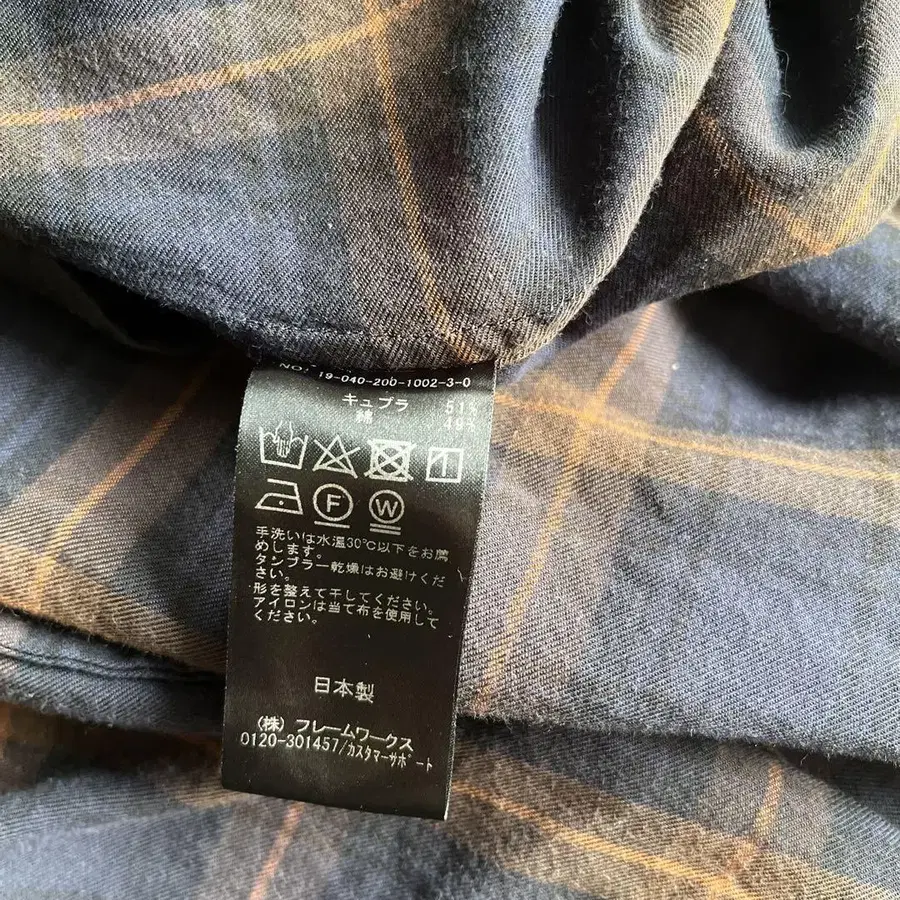 NO. 19-040-200-1002-3-0
キュプラ 51%
綿 49%
F W
手洗いは水温30℃以下をお薦
めします。
タンブラー乾燥はお避けくだ
さい。
形を整えて干してください。
アイロンは当て布を使用して
ください。
日本製
(株) フレームワークス
0120-301457/カスタマーサポート